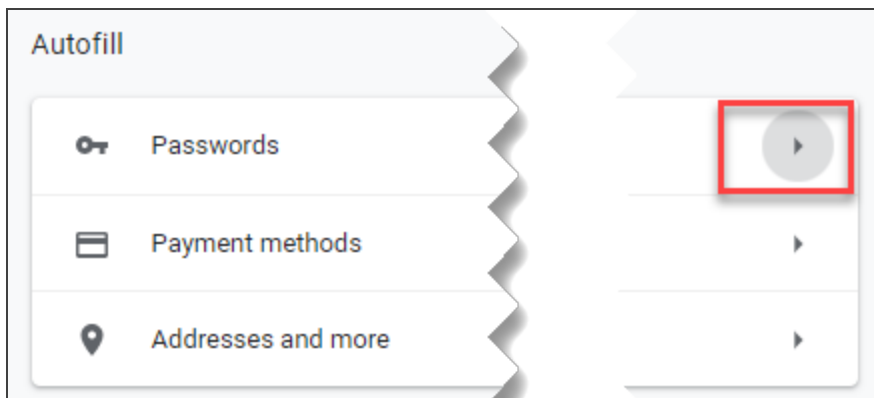 Autofill
Passwords
Payment methods
Addresses and more